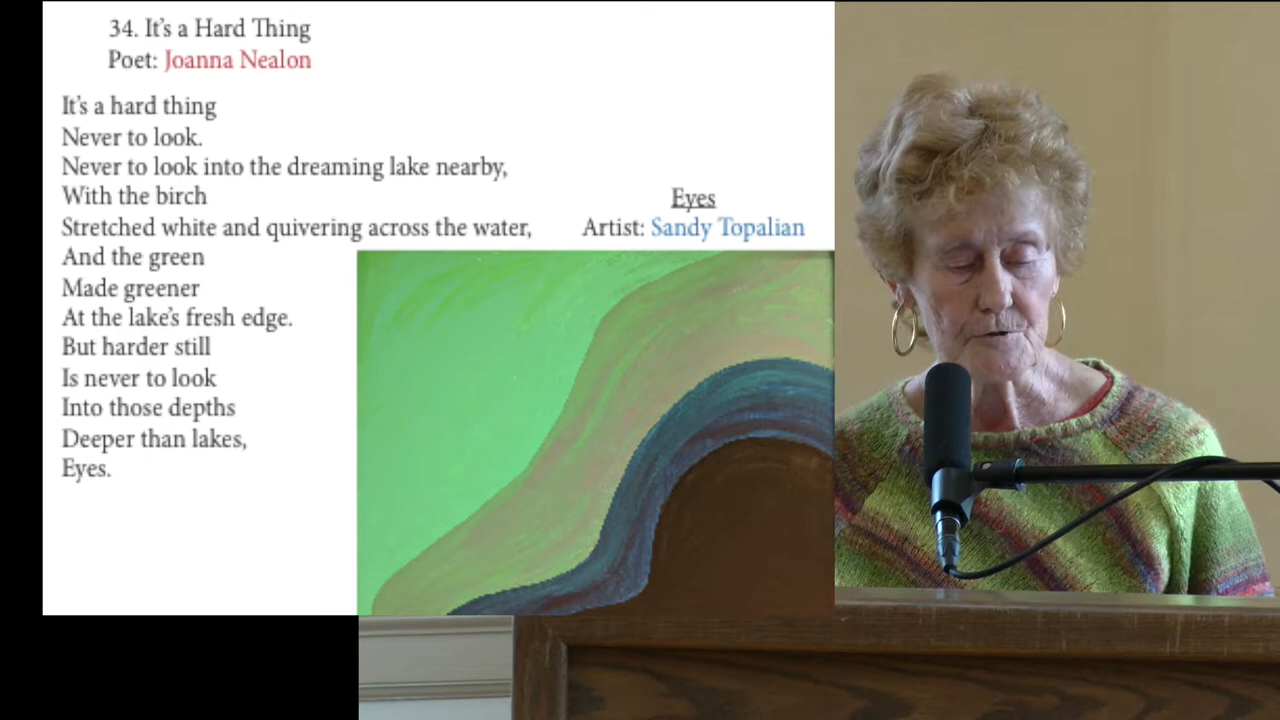 34. It's a Hard Thing
Poet: Joanna Nealon
It's a hard thing
Never to look.
Never to look into the dreaming lake nearby,
With the birch
Stretched white and quivering across the water,
And the green
Made greener
At the lake's fresh edge.
But harder still
Is never to look
Into those depths
Deeper than lakes,
Eyes.
Eyes
Artist: Sandy Topalian